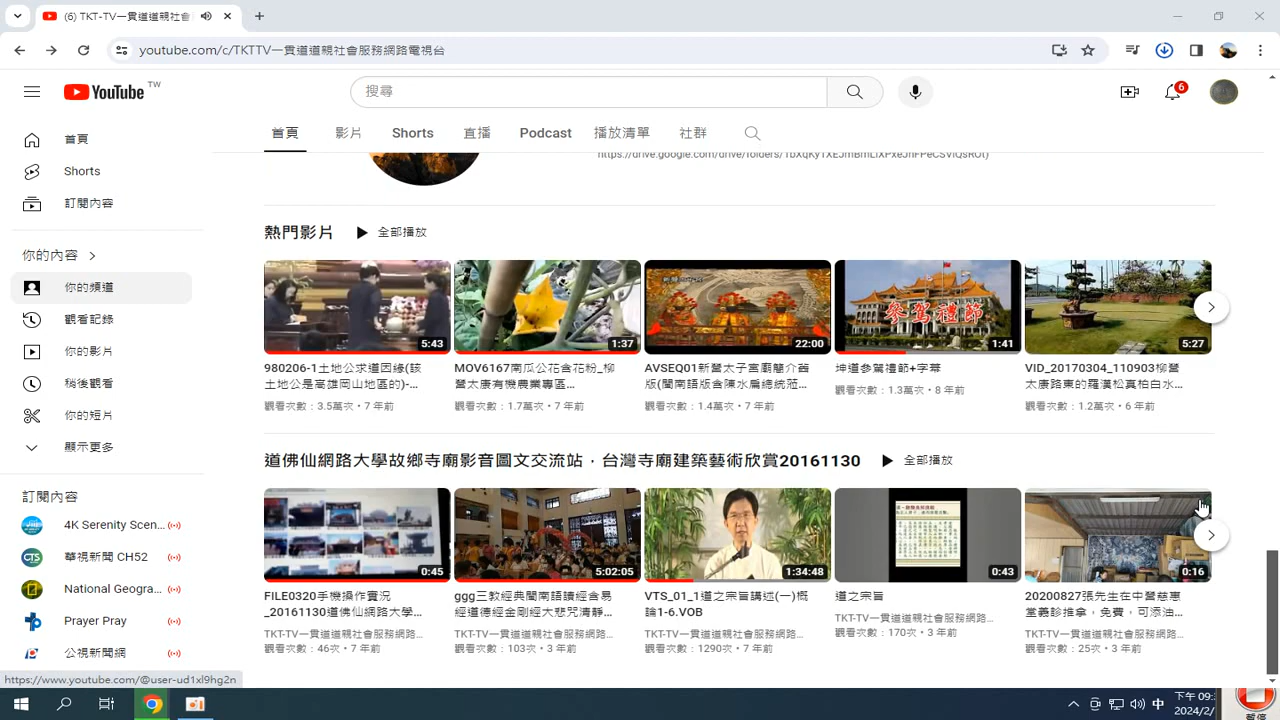 (6) TKT-TV一貫道道親社會
youtube.com/c/TKTTV一貫道道親社會服務網路電視台
YouTube TW
搜尋
6
首頁
影片
Shorts
直播
Podcast
播放清單
社群
首頁
Shorts
訂閱內容
你的內容
你的頻道
觀看記錄
你的影片
稍後觀看
你的短片
顯示更多
訂閱內容
4K Serenity Scen...
華視新聞 CH52
National Geogra...
Prayer Pray
公視新聞網
熱門影片
全部播放
5:43
1:37
22:00
參駕禮節
1:41
5:27
980206-1土地公求道因緣(該
土地公是高雄岡山地區的)-...
觀看次數：3.5萬次・7 年前
MOV6167南瓜公花含花粉_柳
營太康有機農業專區...
觀看次數：1.7萬次・7 年前
AVSEQ01新營太子宮廟簡介舊
版(閩南語版含陳水扁總統蒞...
觀看次數：1.4萬次・7 年前
坤道參駕禮節+字幕
觀看次數：1.3萬次・8 年前
VID_20170304_110903柳營
太康路東的羅漢松真柏白水...
觀看次數：1.2萬次・6 年前
道佛仙網路大學故鄉寺廟影音圖文交流站．台灣寺廟建築藝術欣賞20161130
全部播放
0:45
5:02:05
1:34:48
0:43
0:16
FILE0320手機操作實況
_20161130道佛仙網路大學...
TKT-TV一貫道道親社會服務網路...
觀看次數：46次・7 年前
ggg三教經典閩南語讀經含易
經道德經金剛經大悲咒清靜...
TKT-TV一貫道道親社會服務網路...
觀看次數：103次・3 年前
VTS_01_1道之宗旨講述(一)概
論1-6.VOB
TKT-TV一貫道道親社會服務網路...
觀看次數：1290次・7 年前
道之宗旨
TKT-TV一貫道道親社會服務網路...
觀看次數：170次・3 年前
20200827張先生在中營慈惠
堂義診推拿，免費，可添油...
TKT-TV一貫道道親社會服務網路...
觀看次數：25次・3 年前
https://www.youtube.com/@user-ud1xl9hg2n
中
下午 09:
2024/2/